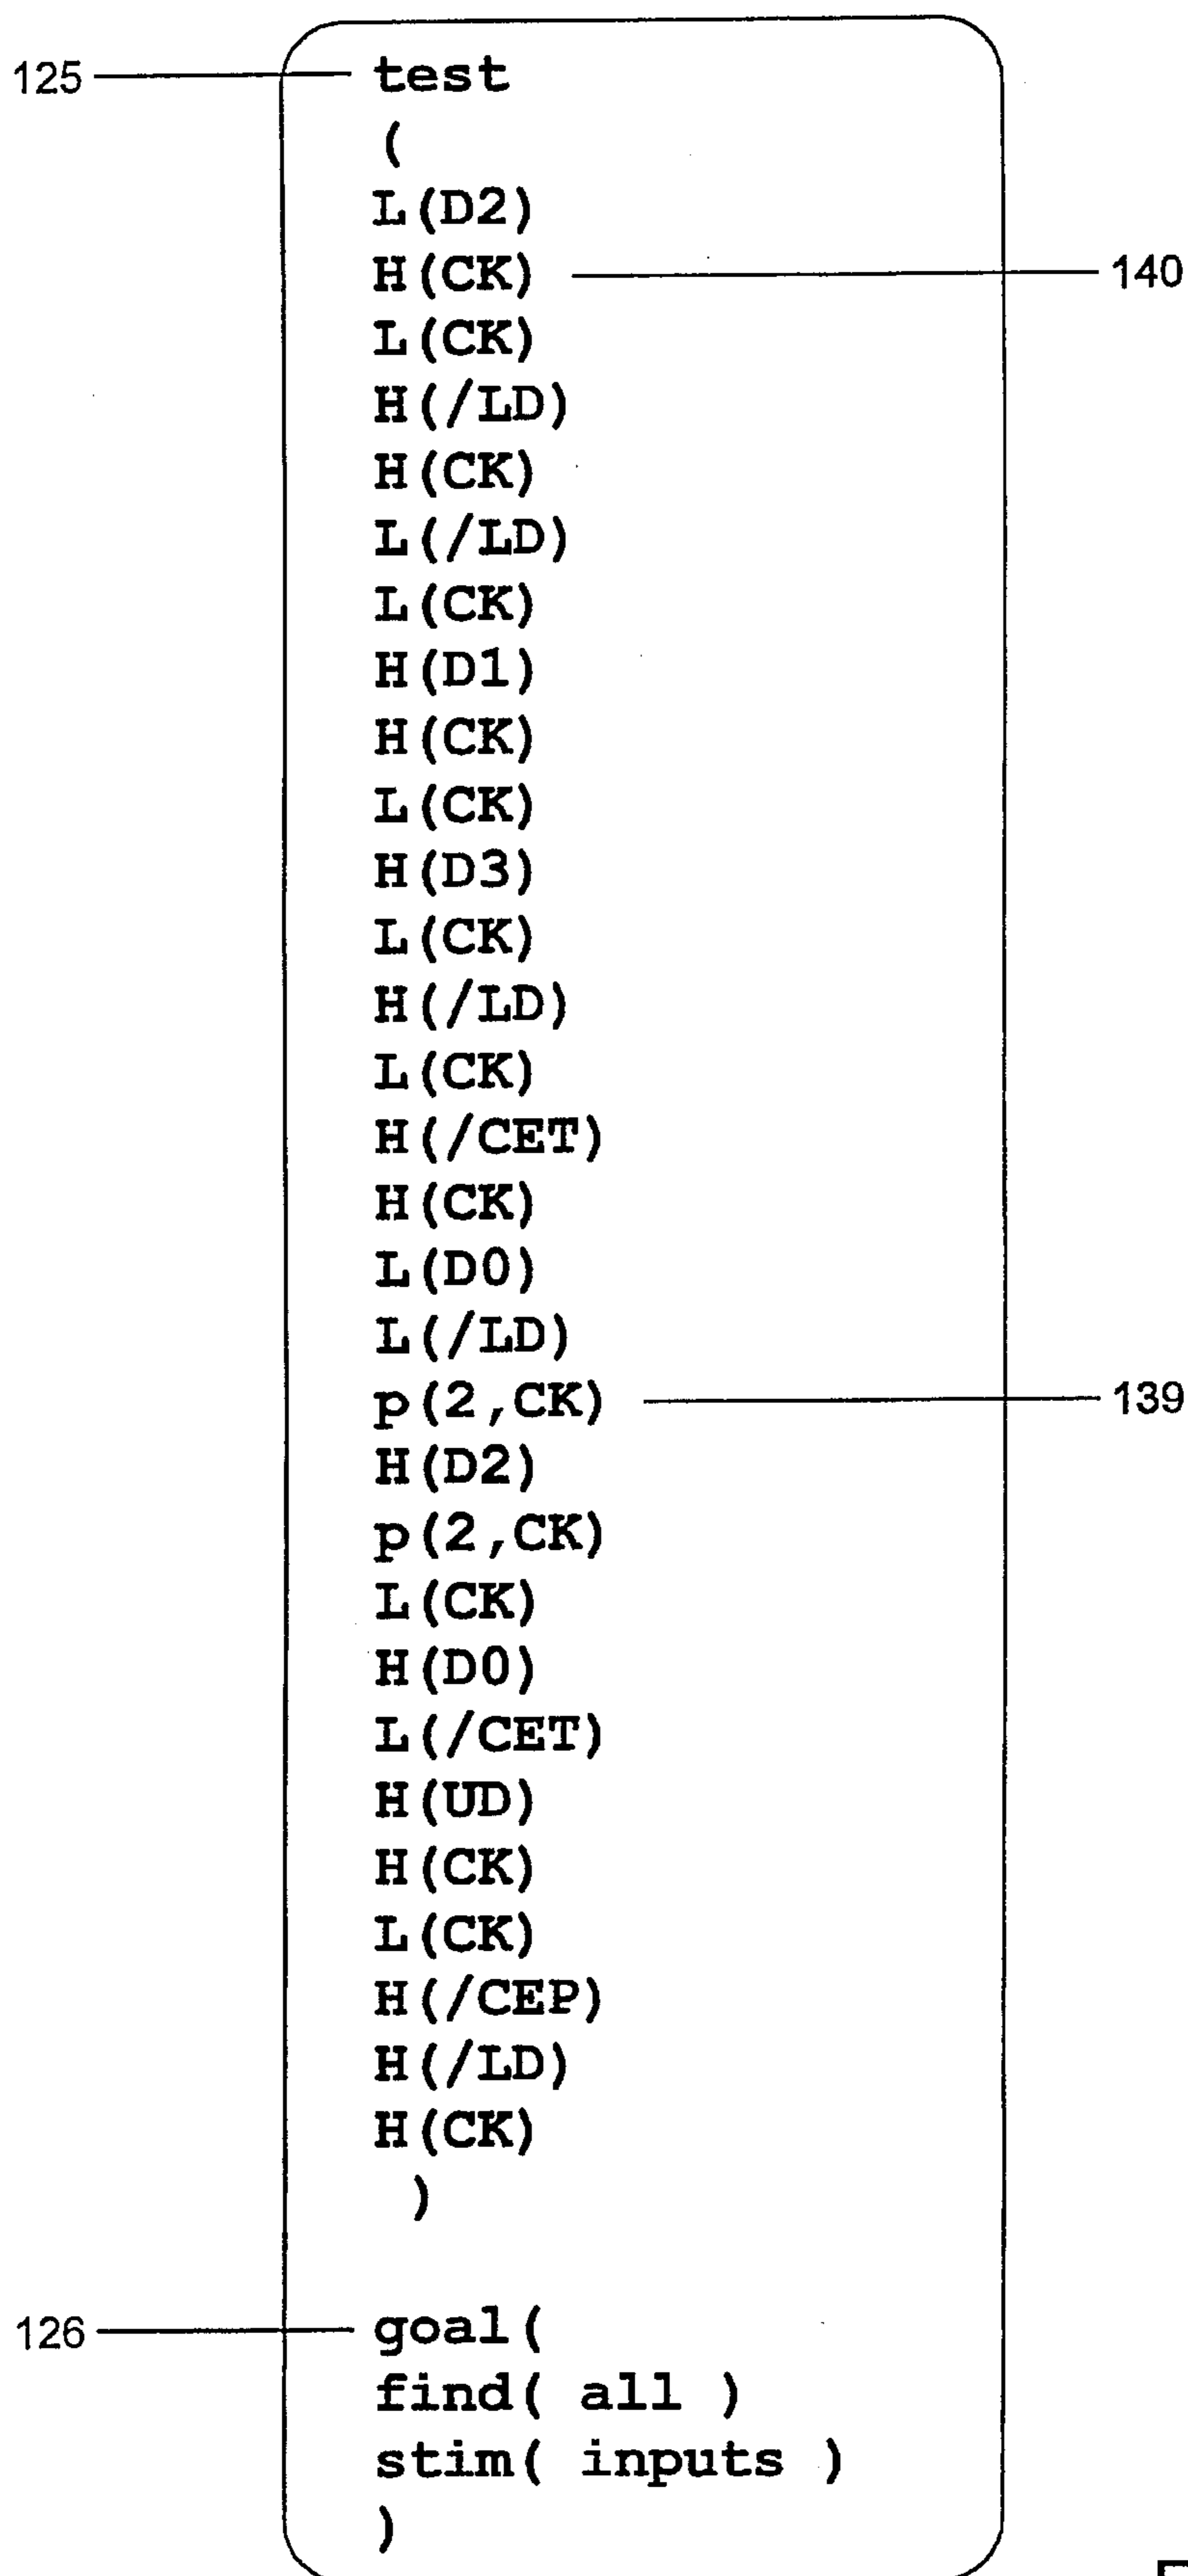 125 test
(
L(D2)
H(CK) 140
L(CK)
H(/LD)
H(CK)
L(/LD)
L(CK)
H(D1)
H(CK)
L(CK)
H(D3)
L(CK)
H(/LD)
L(CK)
H(/CET)
H(CK)
L(D0)
L(/LD)
p(2,CK) 139
H(D2)
p(2,CK)
L(CK)
H(D0)
L(/CET)
H(UD)
H(CK)
L(CK)
H(/CEP)
H(/LD)
H(CK)
)
126 goal(
find( all )
stim( inputs )
)